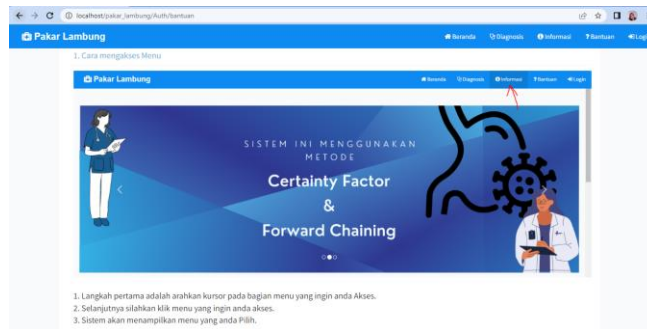 localhost/pakar_lambung/Auth/bantuan
Pakar Lambung
Beranda Diagnosis Informasi ? Bantuan Login
1. Cara mengakses Menu
Pakar Lambung
Beranda Diagnosis Informasi ? Bantuan Login
SISTEM INI MENGGUNAKAN
METODE
Certainty Factor
&
Forward Chaining
1. Langkah pertama adalah arahkan kursor pada bagian menu yang ingin anda Akses.
2. Selanjutnya silahkan klik menu yang ingin anda akses.
3. Sistem akan menampilkan menu yang anda Pilih.